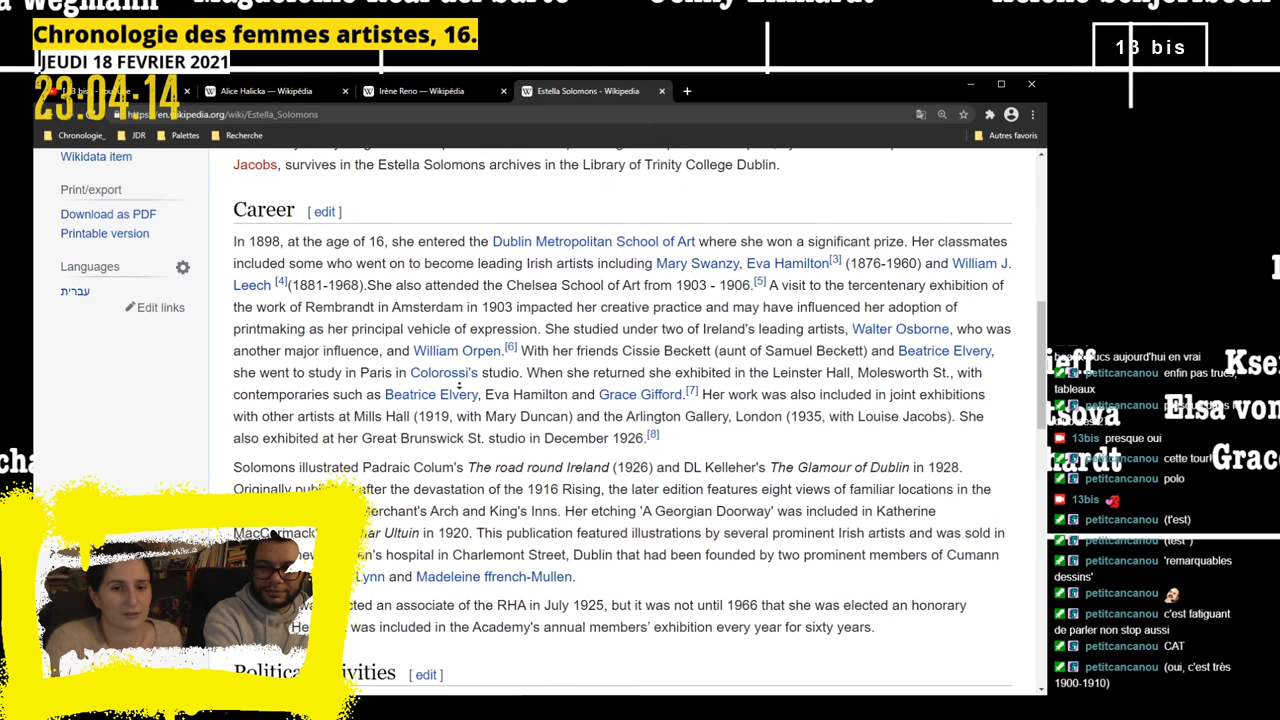 Wegmann
Chronologie des femmes artistes, 16.
JEUDI 18 FEVRIER 2021
23:04:14
13 bis
Alice Halicka — Wikipédia
Irène Reno — Wikipédia
Estella Solomons - Wikipedia
https://en.wikipedia.org/wiki/Estella_Solomons
Chronologie_
JDR
Palettes
Recherche
Autres favoris
Wikidata item
Print/export
Download as PDF
Printable version
Languages
עברית
Edit links
Jacobs, survives in the Estella Solomons archives in the Library of Trinity College Dublin.
Career [ edit ]
In 1898, at the age of 16, she entered the Dublin Metropolitan School of Art where she won a significant prize. Her classmates
included some who went on to become leading Irish artists including Mary Swanzy, Eva Hamilton[3] (1876-1960) and William J.
Leech [4](1881-1968).She also attended the Chelsea School of Art from 1903 - 1906.[5] A visit to the tercentenary exhibition of
the work of Rembrandt in Amsterdam in 1903 impacted her creative practice and may have influenced her adoption of
printmaking as her principal vehicle of expression. She studied under two of Ireland's leading artists, Walter Osborne, who was
another major influence, and William Orpen.[6] With her friends Cissie Beckett (aunt of Samuel Beckett) and Beatrice Elvery,
she went to study in Paris in Colorossi's studio. When she returned she exhibited in the Leinster Hall, Molesworth St., with
contemporaries such as Beatrice Elvery, Eva Hamilton and Grace Gifford.[7] Her work was also included in joint exhibitions
with other artists at Mills Hall (1919, with Mary Duncan) and the Arlington Gallery, London (1935, with Louise Jacobs). She
also exhibited at her Great Brunswick St. studio in December 1926.[8]
Solomons illustrated Padraic Colum's The road round Ireland (1926) and DL Kelleher's The Glamour of Dublin in 1928.
Originally after the devastation of the 1916 Rising, the later edition features eight views of familiar locations in the
Merchant's Arch and King's Inns. Her etching 'A Georgian Doorway' was included in Katherine
MacCormack's Ultuin in 1920. This publication featured illustrations by several prominent Irish artists and was sold in
hospital in Charlemont Street, Dublin that had been founded by two prominent members of Cumann
Lynn and Madeleine ffrench-Mullen.
an associate of the RHA in July 1925, but it was not until 1966 that she was elected an honorary
was included in the Academy's annual members' exhibition every year for sixty years.
Political [ edit ]
aujourd'hui en vrai
petitcancanou enfin pas trucs,
tableaux
petitcancanou
13bis presque oui
petitcancanou
petitcancanou polo
13bis
petitcancanou (t'est)
petitcancanou (test*)
petitcancanou 'remarquables
dessins'
petitcancanou
petitcancanou c'est fatiguant
de parler non stop aussi
petitcancanou CAT
petitcancanou (oui, c'est très
1900-1910)
Elsa von
Grace